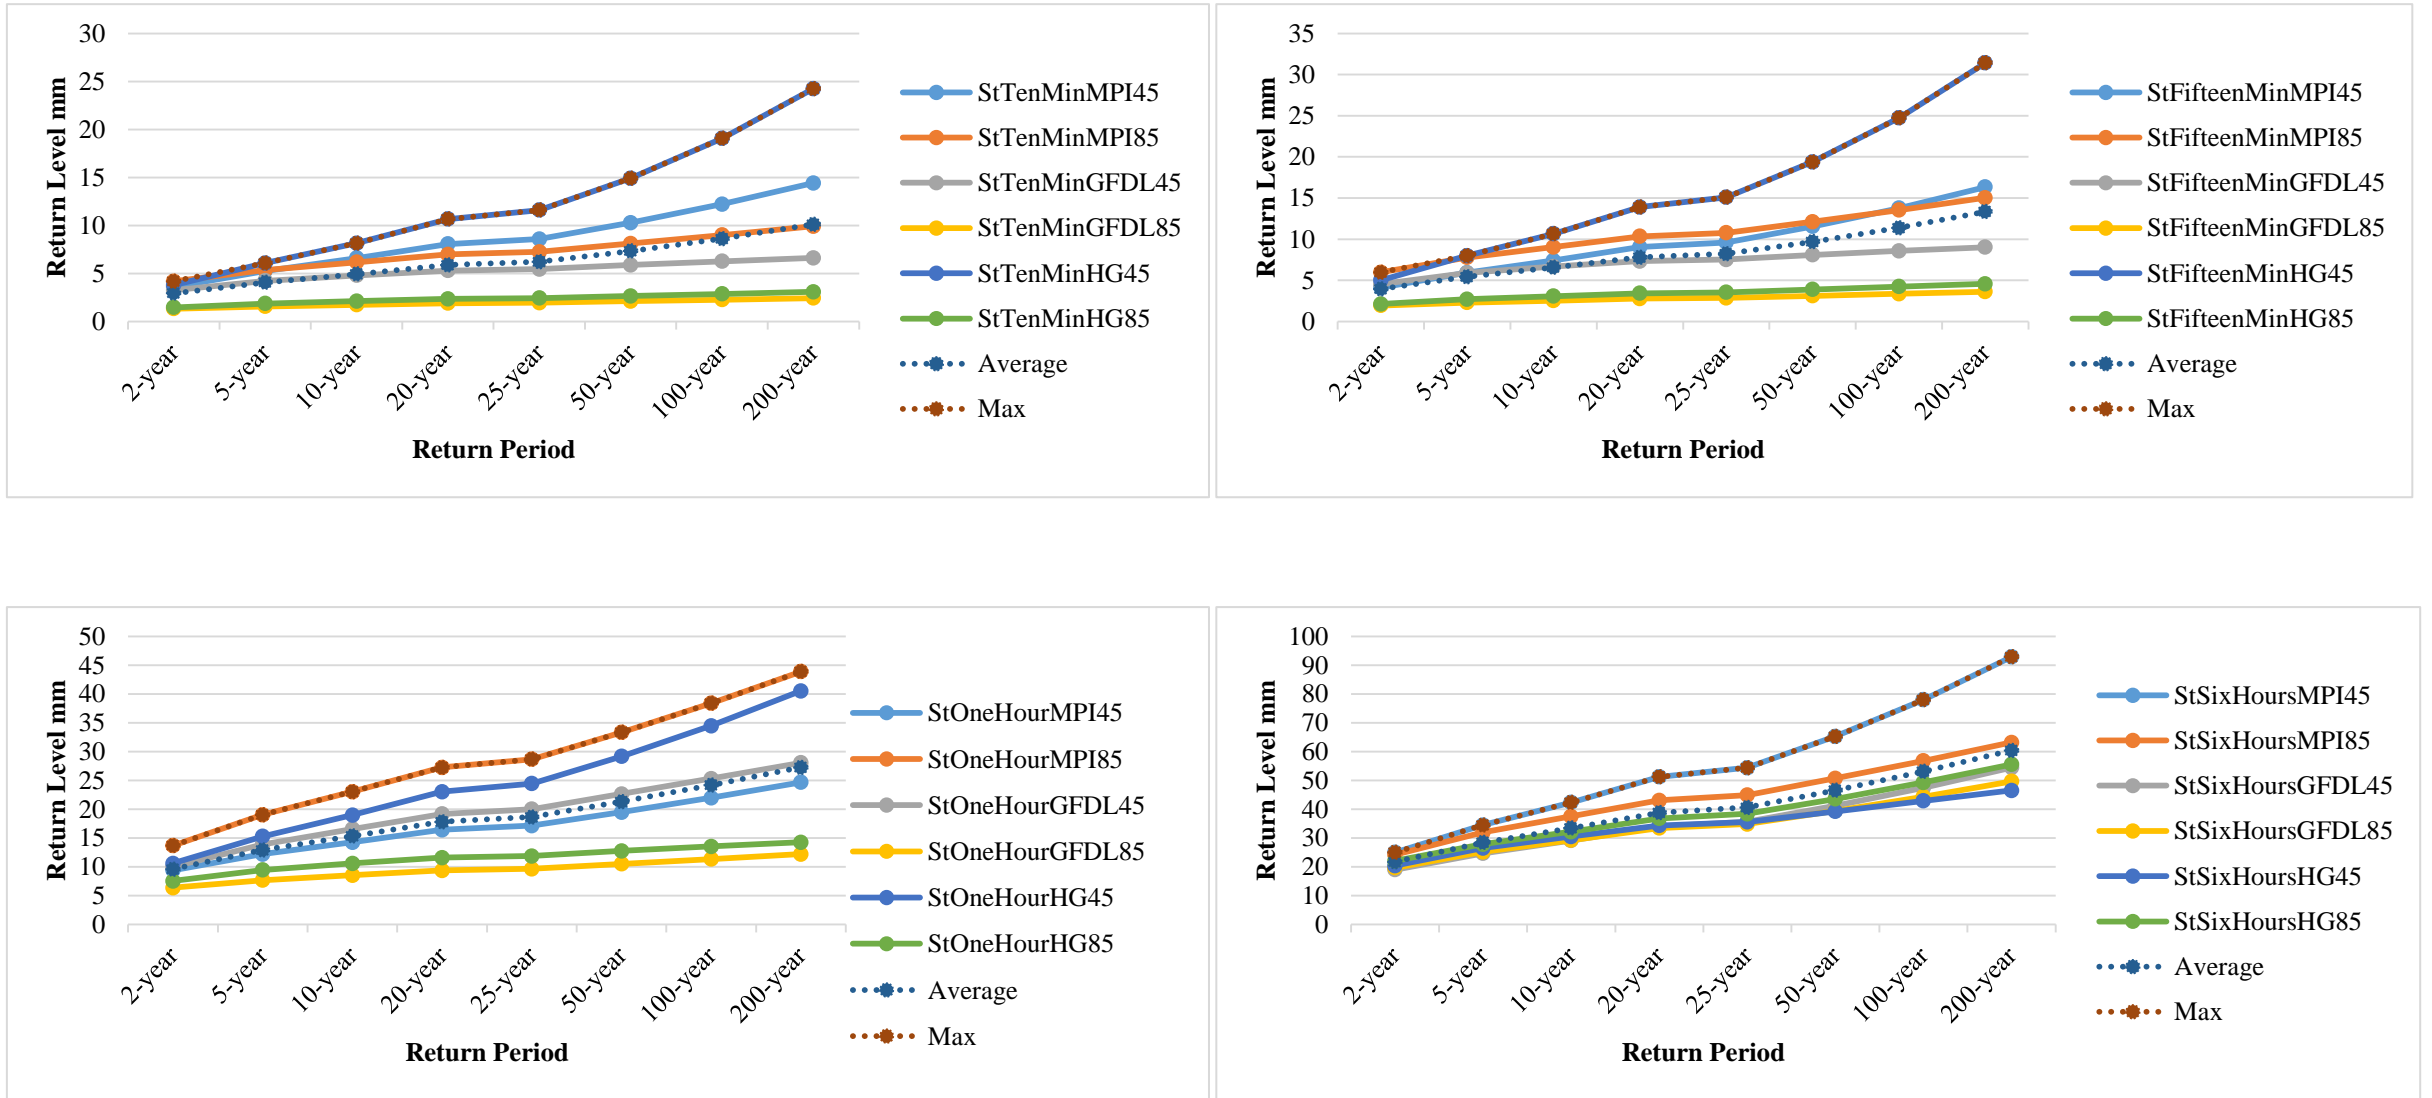 30
25
20
15
10
5
0
Return Level mm
2-year
5-year
10-year
20-year
25-year
50-year
100-year
200-year
Return Period
StTenMinMPI45
StTenMinMPI85
StTenMinGFDL45
StTenMinGFDL85
StTenMinHG45
StTenMinHG85
Average
Max
35
30
25
20
15
10
5
0
Return Level mm
2-year
5-year
10-year
20-year
25-year
50-year
100-year
200-year
Return Period
StFifteenMinMPI45
StFifteenMinMPI85
StFifteenMinGFDL45
StFifteenMinGFDL85
StFifteenMinHG45
StFifteenMinHG85
Average
Max
50
45
40
35
30
25
20
15
10
5
0
Return Level mm
2-year
5-year
10-year
20-year
25-year
50-year
100-year
200-year
Return Period
StOneHourMPI45
StOneHourMPI85
StOneHourGFDL45
StOneHourGFDL85
StOneHourHG45
StOneHourHG85
Average
Max
100
90
80
70
60
50
40
30
20
10
0
Return Level mm
2-year
5-year
10-year
20-year
25-year
50-year
100-year
200-year
Return Period
StSixHoursMPI45
StSixHoursMPI85
StSixHoursGFDL45
StSixHoursGFDL85
StSixHoursHG45
StSixHoursHG85
Average
Max